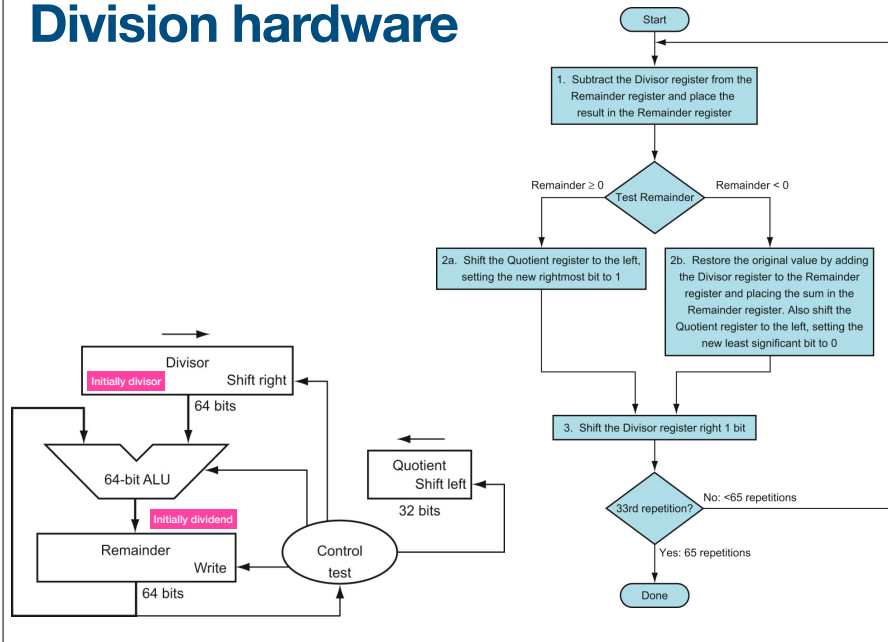 Division hardware
Start
1. Subtract the Divisor register from the
Remainder register and place the
result in the Remainder register
Remainder ≥ 0
Remainder < 0
Test Remainder
2a. Shift the Quotient register to the left,
setting the new rightmost bit to 1
2b. Restore the original value by adding
the Divisor register to the Remainder
register and placing the sum in the
Remainder register. Also shift the
Quotient register to the left, setting the
new least significant bit to 0
3. Shift the Divisor register right 1 bit
33rd repetition?
No: <65 repetitions
Yes: 65 repetitions
Done
Divisor
Initially divisor
Shift right
64 bits
64-bit ALU
Quotient
Shift left
32 bits
Initially dividend
Remainder
Write
64 bits
Control
test